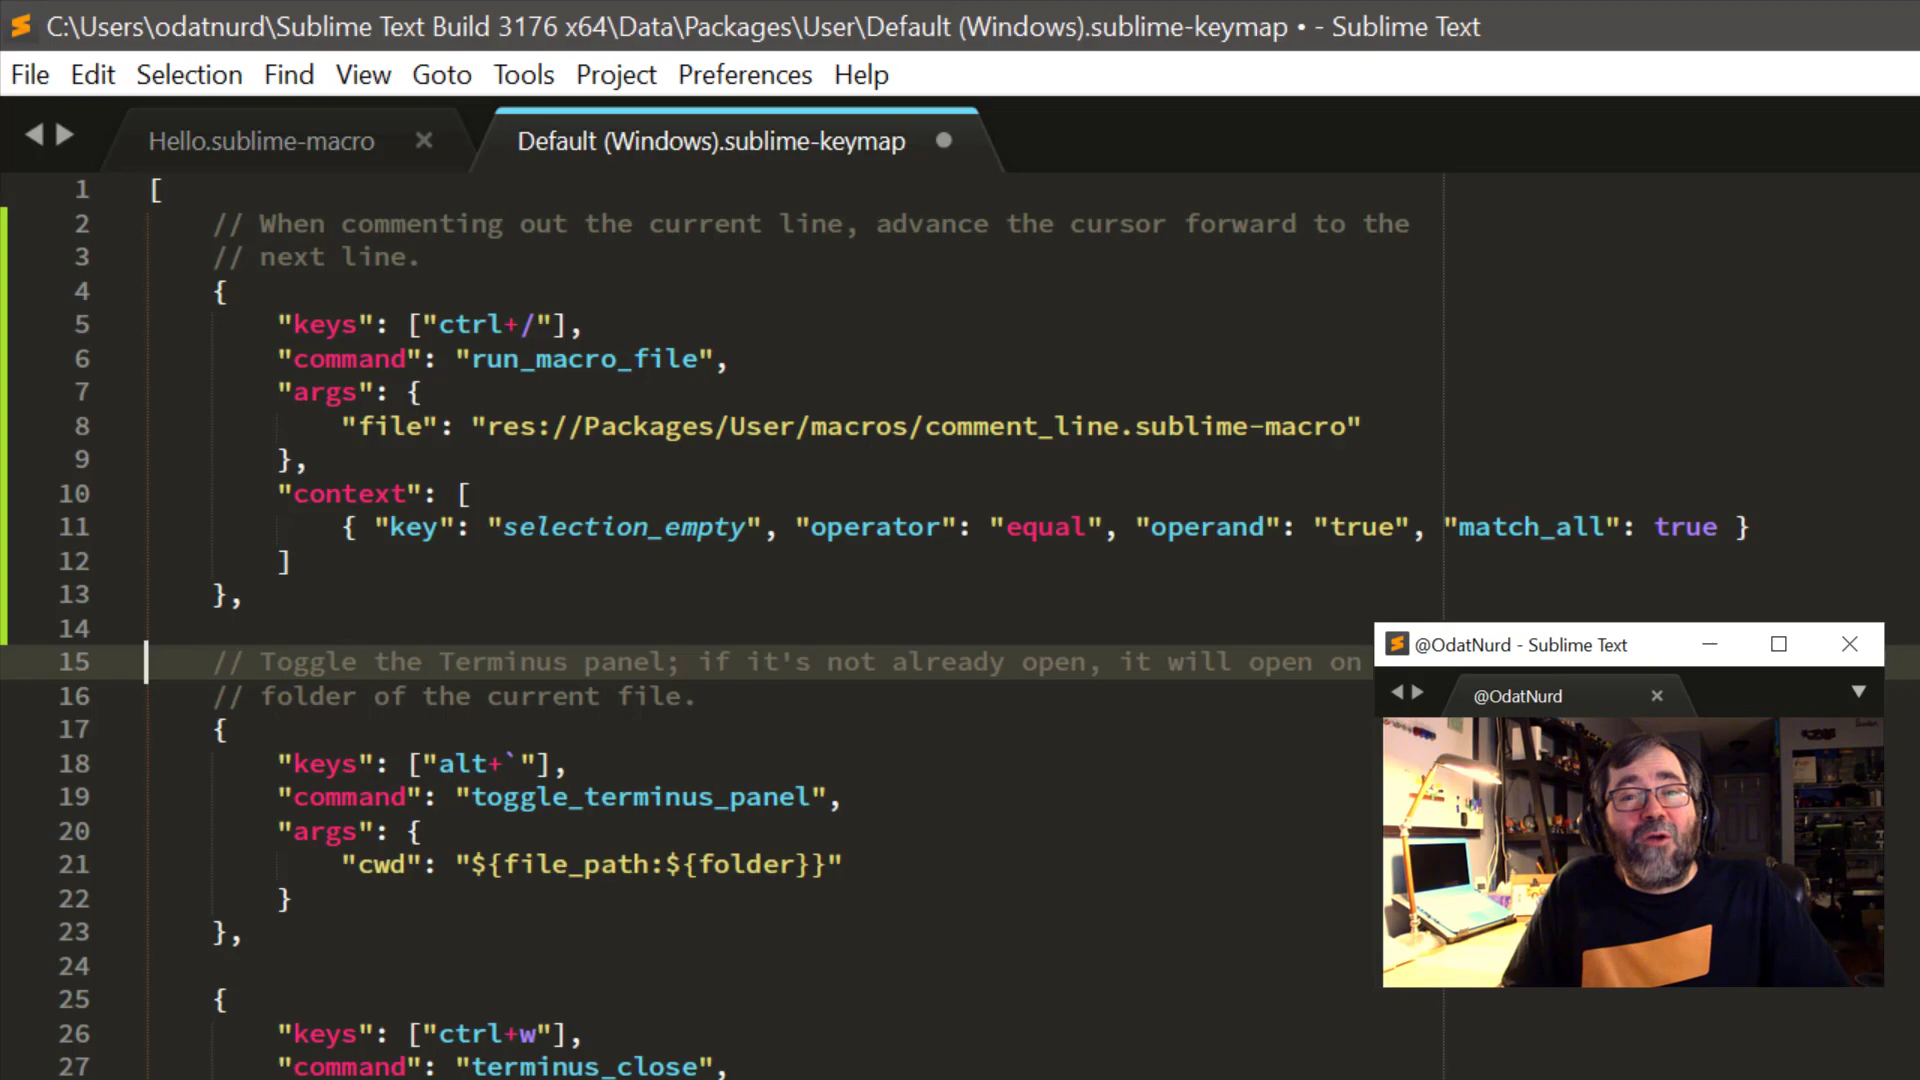 C:\Users\odatnurd\Sublime Text Build 3176 x64\Data\Packages\User\Default (Windows).sublime-keymap • - Sublime Text
File Edit Selection Find View Goto Tools Project Preferences Help
Hello.sublime-macro Default (Windows).sublime-keymap
1 [
2 // When commenting out the current line, advance the cursor forward to the
3 // next line.
4 {
5 "keys": ["ctrl+/"],
6 "command": "run_macro_file",
7 "args": {
8 "file": "res://Packages/User/macros/comment_line.sublime-macro"
9 },
10 "context": [
11 { "key": "selection_empty", "operator": "equal", "operand": "true", "match_all": true }
12 ]
13 },
14
15 // Toggle the Terminus panel; if it's not already open, it will open on
16 // folder of the current file.
17 {
18 "keys": ["alt+`"],
19 "command": "toggle_terminus_panel",
20 "args": {
21 "cwd": "${file_path:${folder}}"
22 }
23 },
24
25 {
26 "keys": ["ctrl+w"],
27 "command": "terminus_close",
@OdatNurd - Sublime Text
@OdatNurd